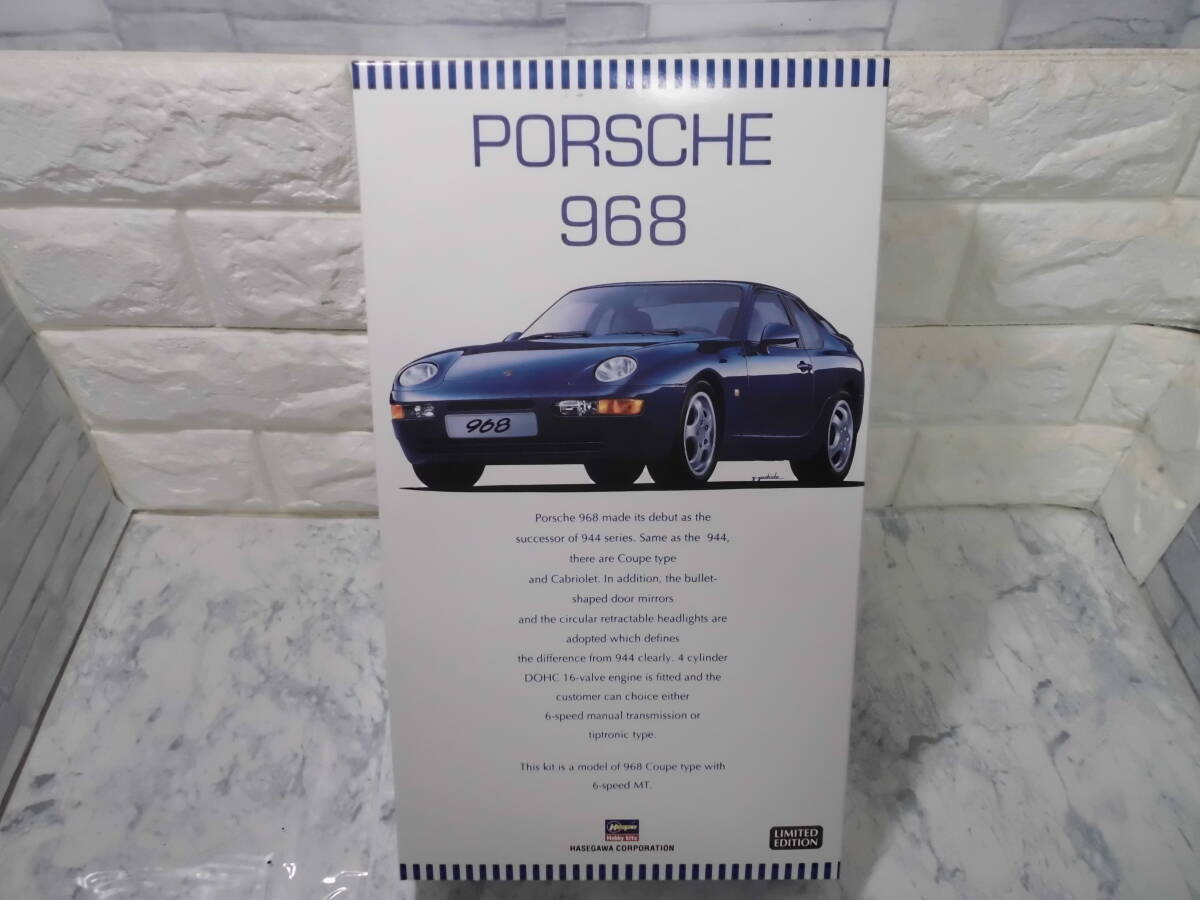 PORSCHE
968
968
y. yoshida
Porsche 968 made its debut as the
successor of 944 series. Same as the 944,
there are Coupe type
and Cabriolet. In addition, the bullet-
shaped door mirrors
and the circular retractable headlights are
adopted which defines
the difference from 944 clearly. 4 cylinder
DOHC 16-valve engine is fitted and the
customer can choice either
6-speed manual transmission or
tiptronic type.
This kit is a model of 968 Coupe type with
6-speed MT.
Hasegawa
Hobby kits
HASEGAWA CORPORATION
LIMITED
EDITION